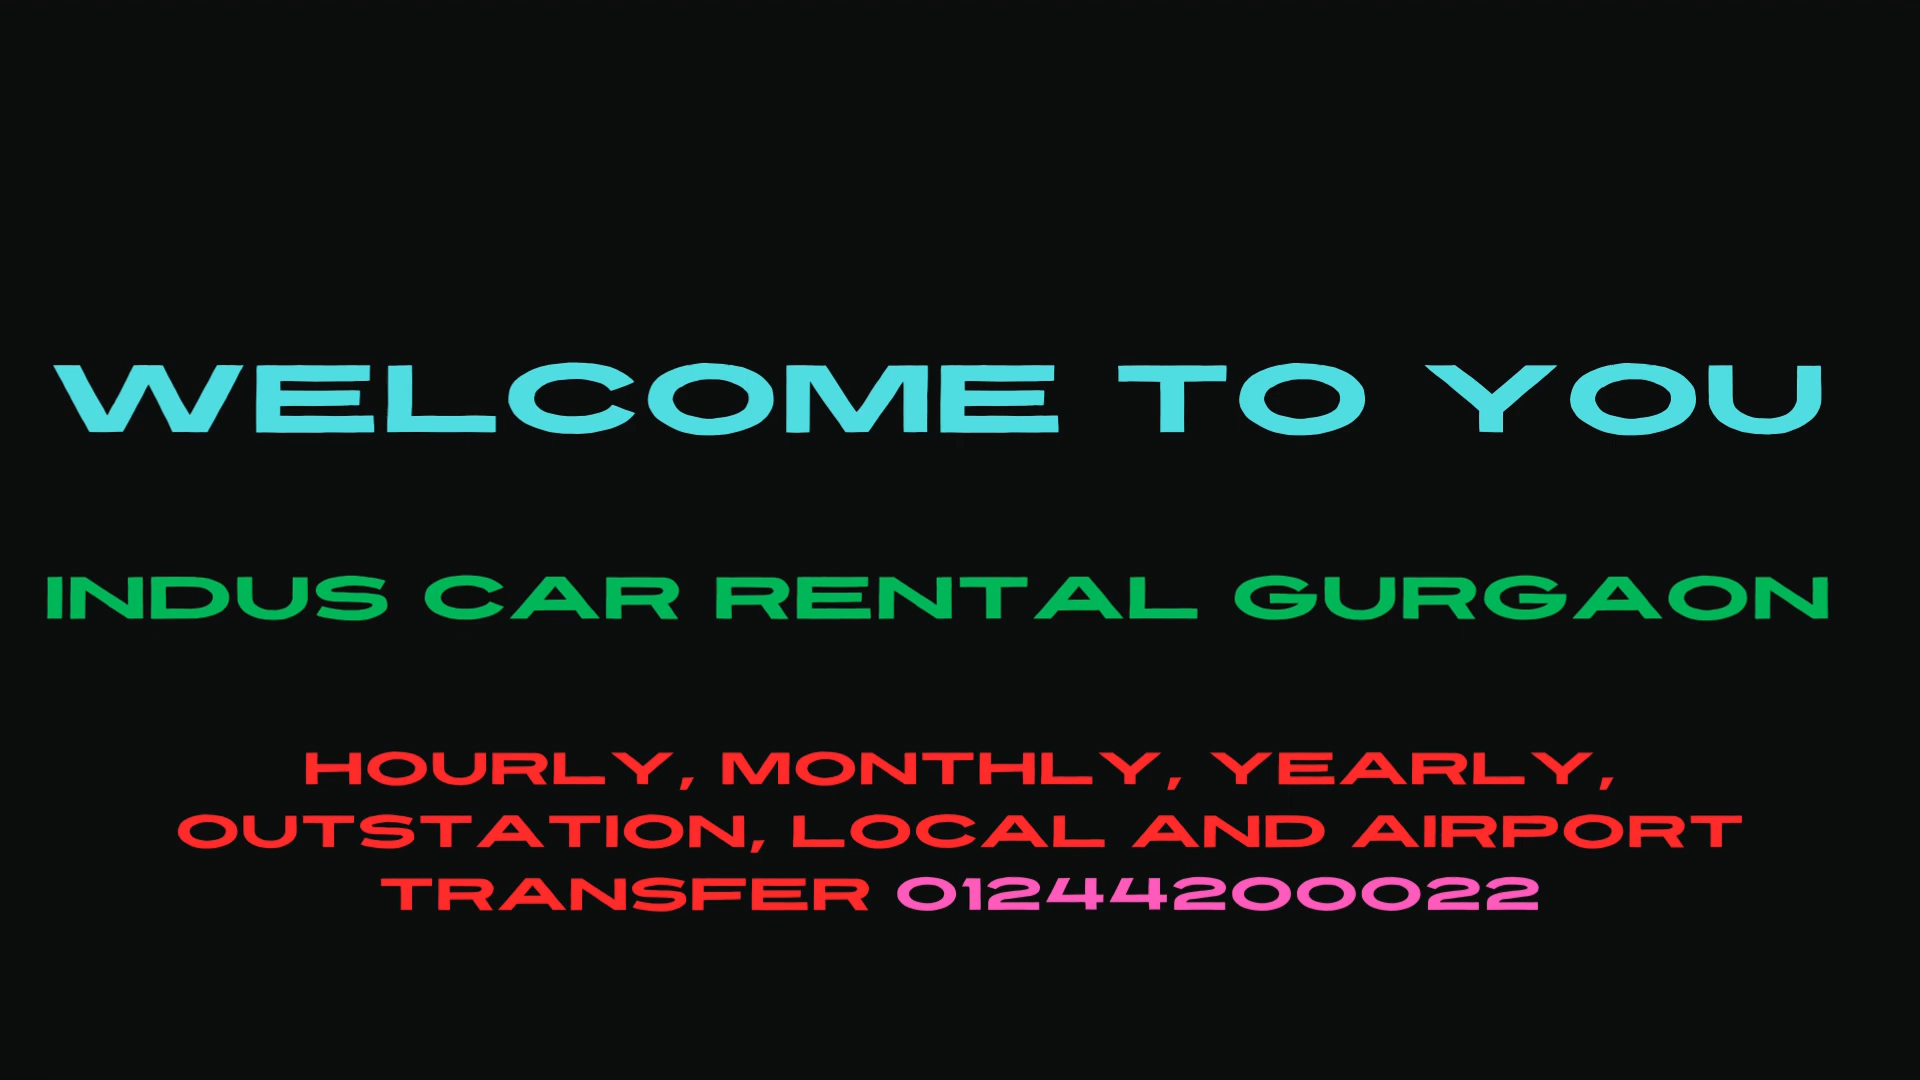 WELCOME TO YOU
INDUS CAR RENTAL GURGAON
HOURLY, MONTHLY, YEARLY,
OUTSTATION, LOCAL AND AIRPORT
TRANSFER 01244200022